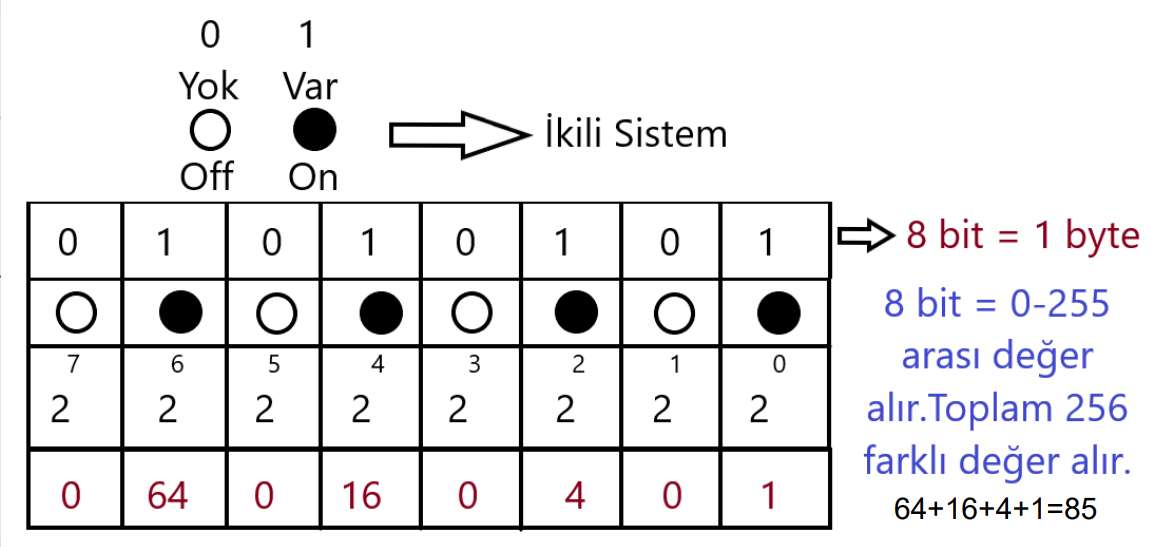 0 1
Yok Var
İkili Sistem
Off On
0 1 0 1 0 1 0 1
8 bit = 1 byte
8 bit = 0-255
arası değer
alır.Toplam 256
farklı değer alır.
7 6 5 4 3 2 1 0
2 2 2 2 2 2 2 2
0 64 0 16 0 4 0 1
64+16+4+1=85